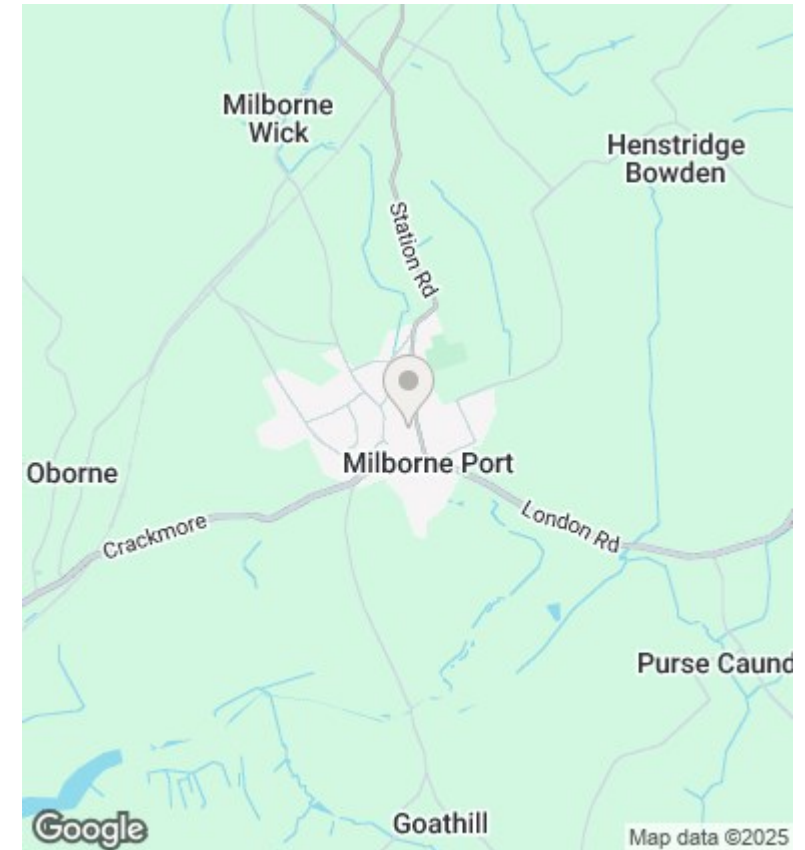 Milborne
Wick
Henstridge
Bowden
Station Rd
Milborne Port
Oborne
Crackmore
London Rd
Purse Caund
Goathill
Google
Map data ©2025